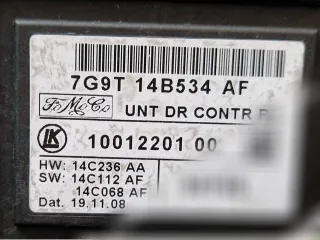 7G9T 14B534 AF
FoMoCo UNT DR CONTR
LK 10012201 00
HW: 14C236 AA
SW: 14C112 AF
14C068 AF
Dat. 19.11.08